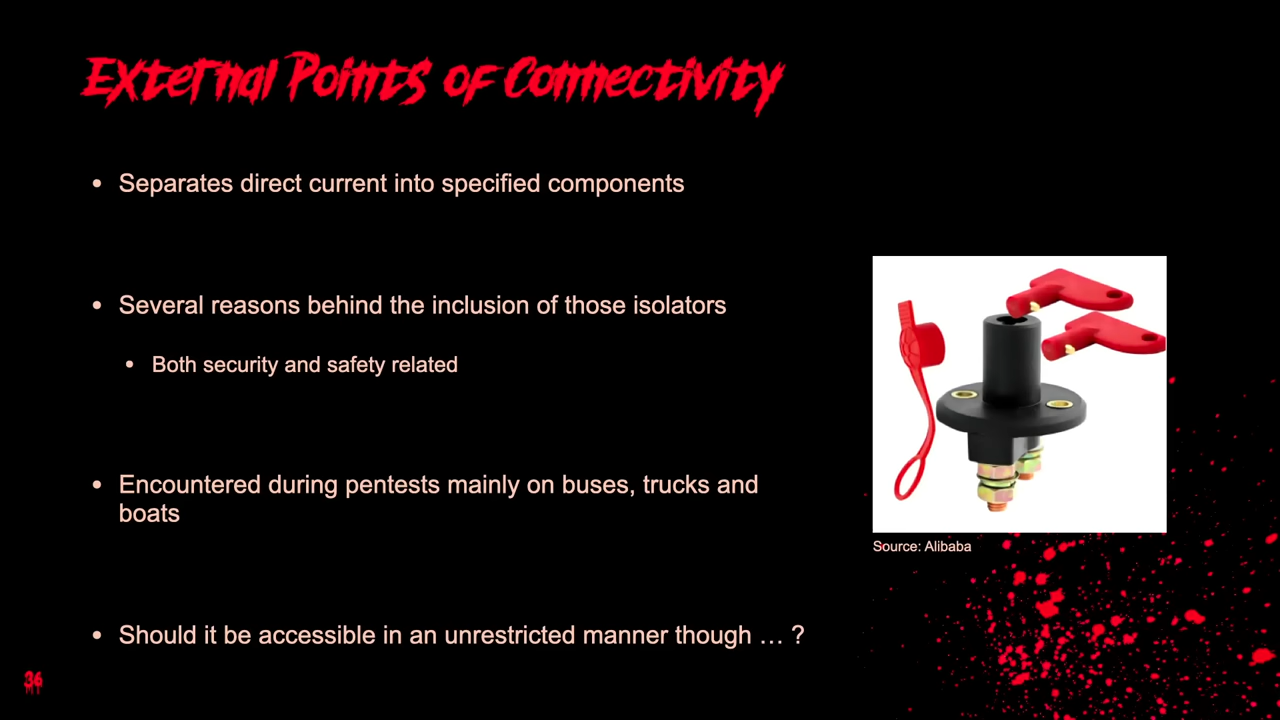 External Points of Connectivity
• Separates direct current into specified components
• Several reasons behind the inclusion of those isolators
• Both security and safety related
• Encountered during pentests mainly on buses, trucks and
boats
• Should it be accessible in an unrestricted manner though … ?
Source: Alibaba
36